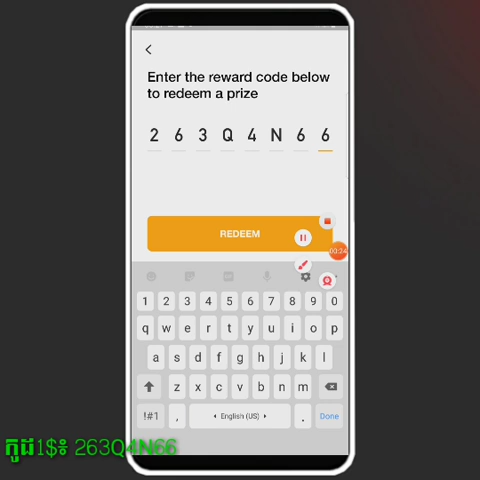 Enter the reward code below
to redeem a prize
2 6 3 Q 4 N 6 6
REDEEM
00:24
1 2 3 4 5 6 7 8 9 0
q w e r t y u i o p
a s d f g h j k l
z x c v b n m
!#1 , English (US) . Done
កូដ1$៖ 263Q4N66